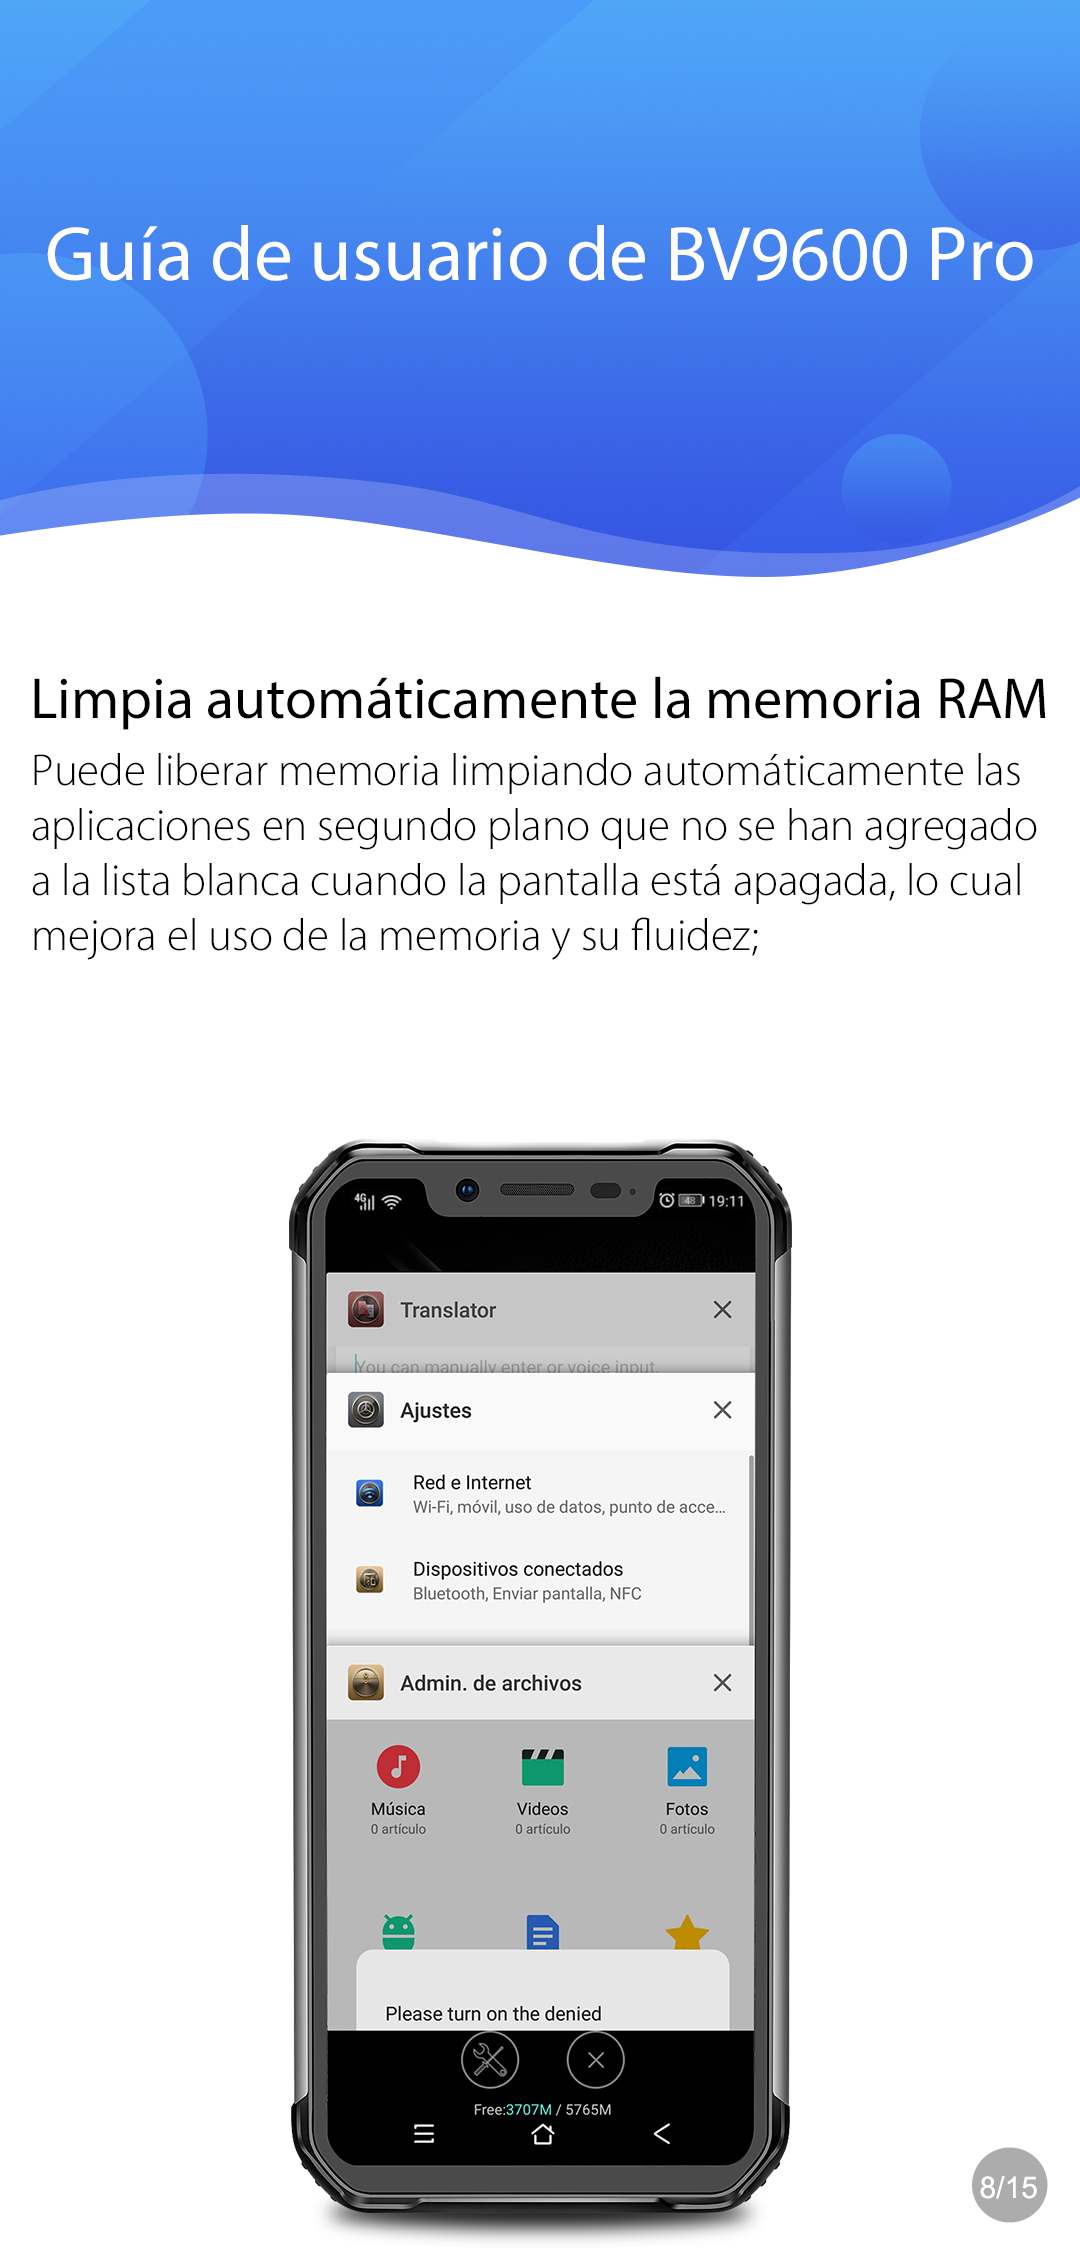 Guía de usuario de BV9600 Pro
Limpia automáticamente la memoria RAM
Puede liberar memoria limpiando automáticamente las
aplicaciones en segundo plano que no se han agregado
a la lista blanca cuando la pantalla está apagada, lo cual
mejora el uso de la memoria y su fluidez;
4G 48 19:11
Translator
You can manually enter or voice input.
Ajustes
Red e Internet
Wi-Fi, móvil, uso de datos, punto de acce...
Dispositivos conectados
Bluetooth, Enviar pantalla, NFC
Admin. de archivos
Música Videos Fotos
0 artículo 0 artículo 0 artículo
Please turn on the denied
Free:3707M / 5765M
8/15